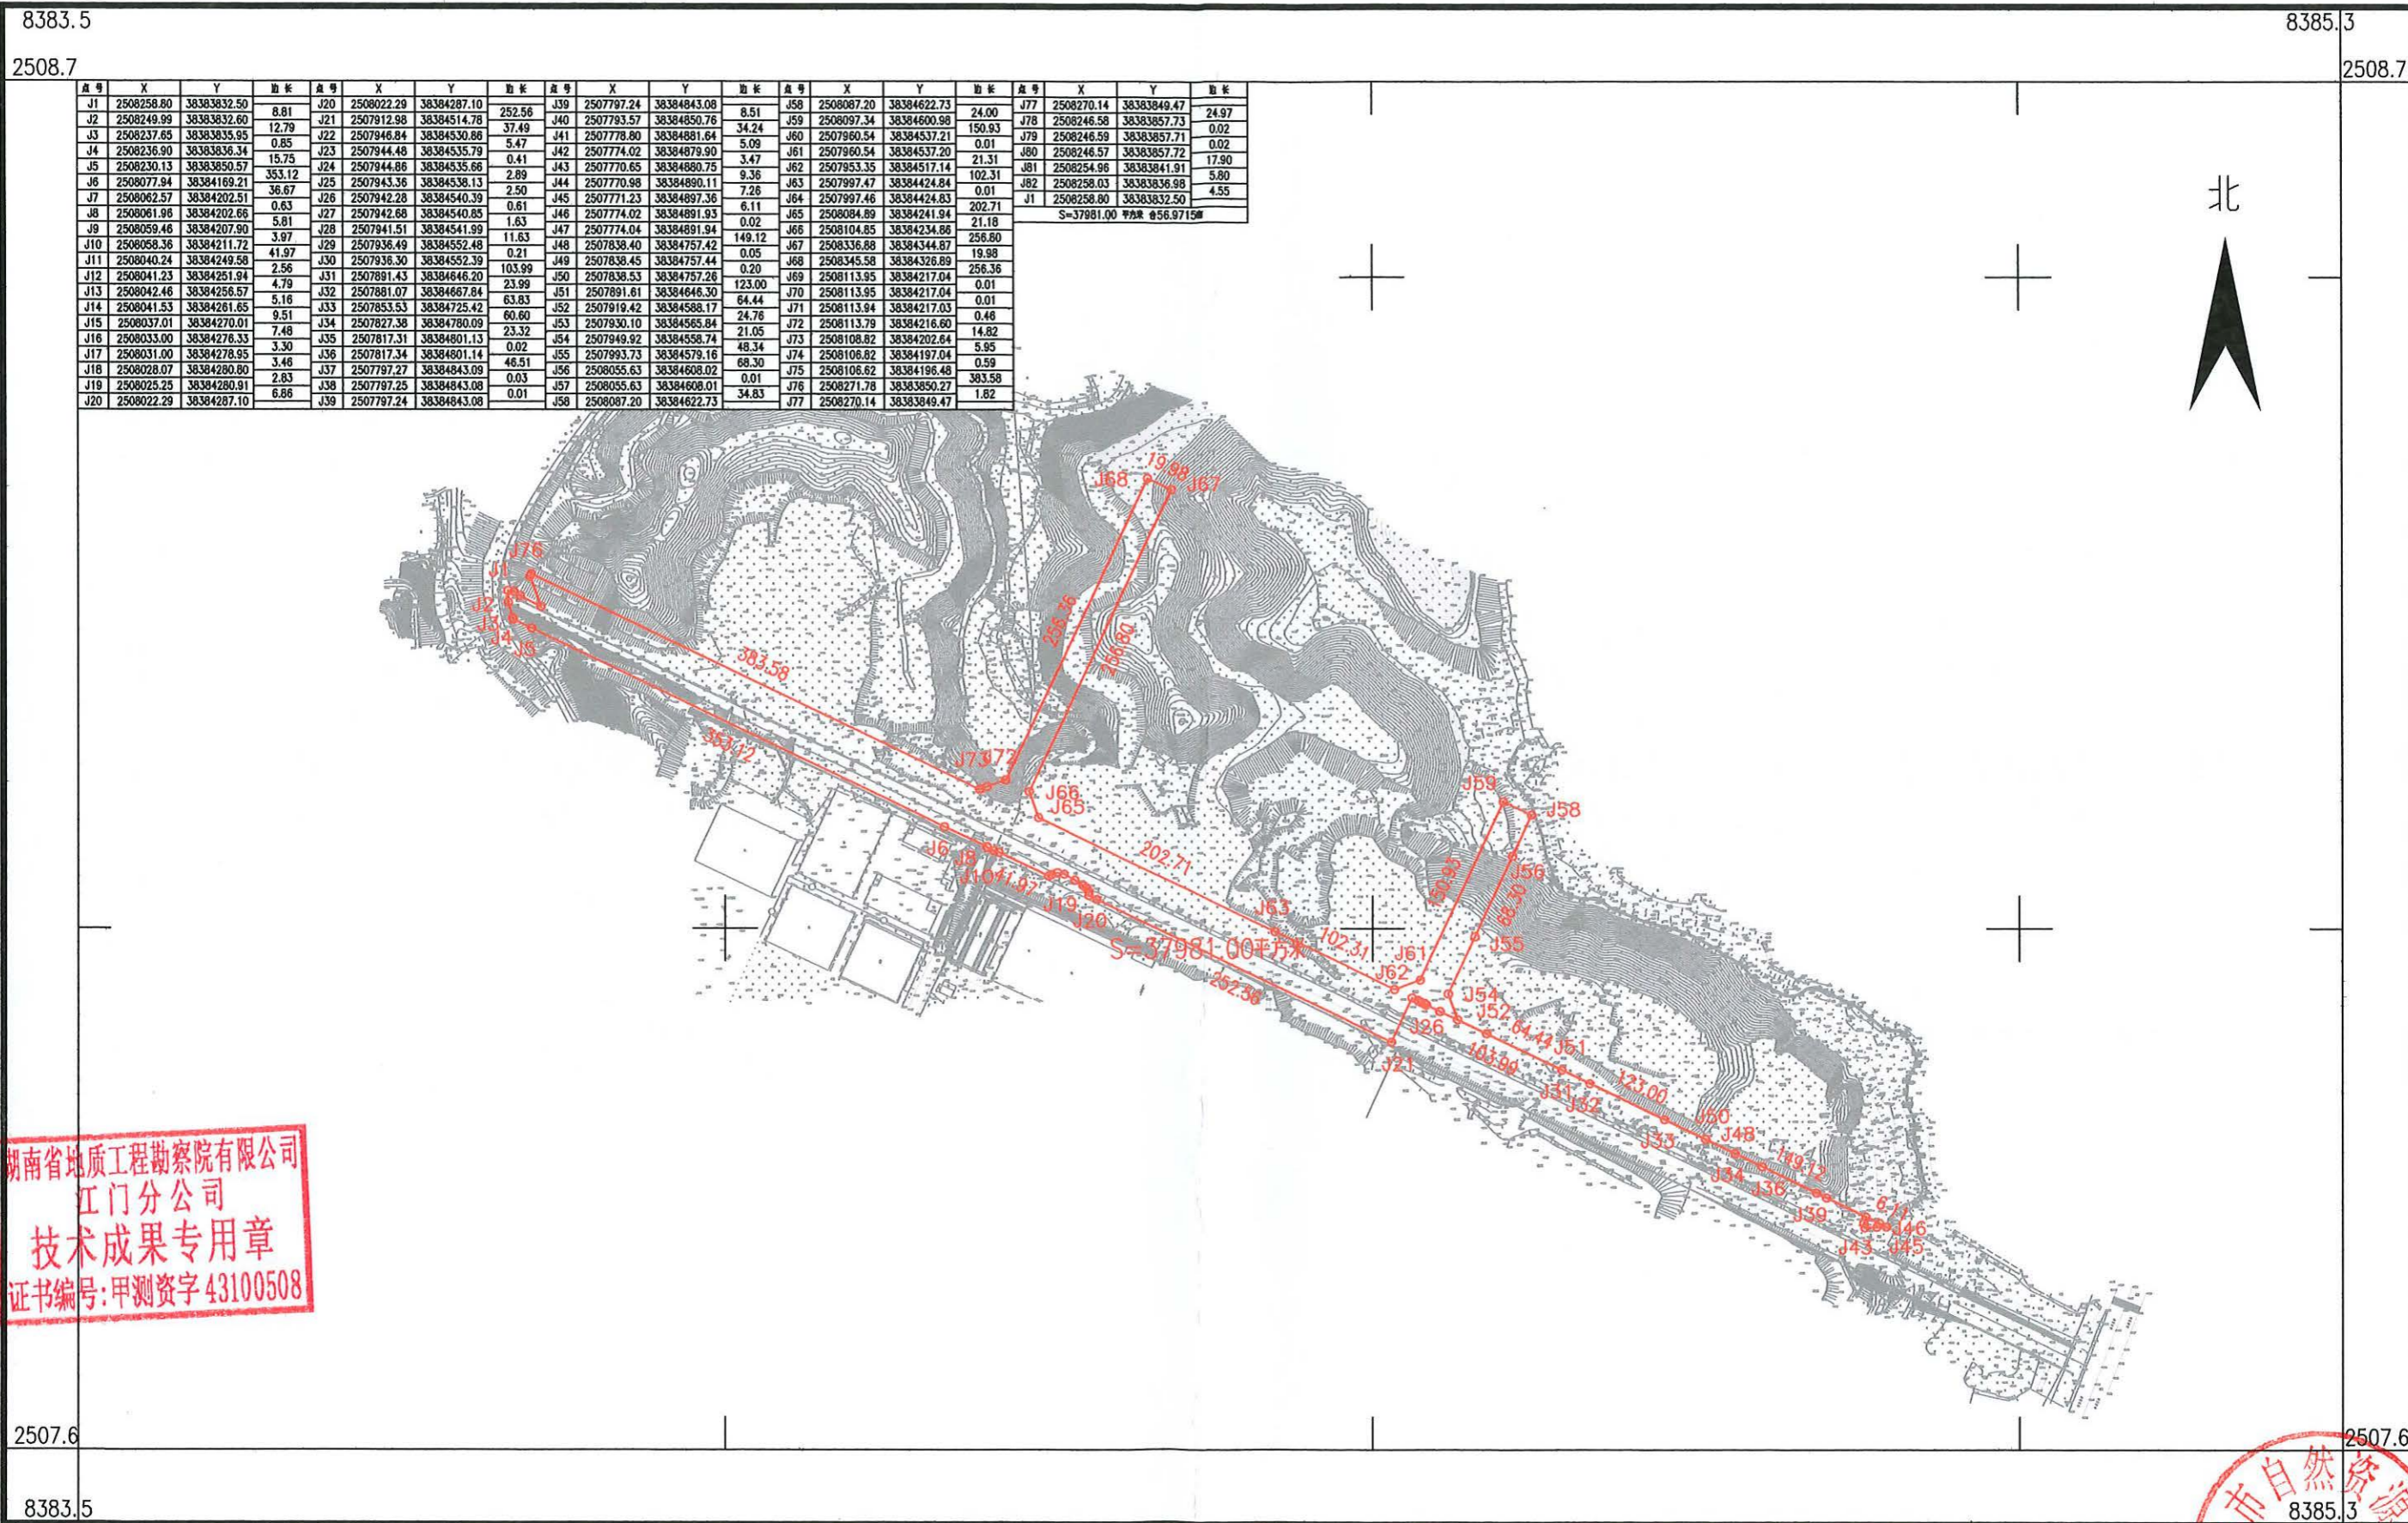 8383.5
8385.3
2508.7
2508.7
点号 X Y 边长 点号 X Y 边长 点号 X Y 边长 点号 X Y 边长 点号 X Y 边长
J1 2508258.80 38383832.50 8.81
J2 2508249.99 38383832.60 12.79
J3 2508237.65 38383835.95 0.85
J4 2508236.90 38383836.34 15.75
J5 2508230.13 38383850.57 353.12
J6 2508077.94 38384169.21 36.67
J7 2508062.57 38384202.51 0.63
J8 2508061.98 38384202.66 5.81
J9 2508059.46 38384207.90 3.97
J10 2508058.36 38384211.72 41.97
J11 2508040.24 38384249.58 2.56
J12 2508041.23 38384251.94 4.79
J13 2508042.46 38384256.57 5.16
J14 2508041.53 38384261.65 9.51
J15 2508037.01 38384270.01 7.48
J16 2508033.00 38384276.33 3.30
J17 2508031.00 38384278.95 3.46
J18 2508028.07 38384280.80 2.83
J19 2508025.25 38384280.91 6.86
J20 2508022.29 38384287.10
J20 2508022.29 38384287.10 252.56
J21 2507912.98 38384514.78 37.49
J22 2507946.84 38384530.86 5.47
J23 2507944.48 38384535.79 0.41
J24 2507944.86 38384535.66 2.89
J25 2507943.36 38384538.13 2.50
J26 2507942.28 38384540.39 0.61
J27 2507942.68 38384540.85 1.63
J28 2507941.51 38384541.99 11.63
J29 2507936.49 38384552.48 0.21
J30 2507936.30 38384552.39 103.99
J31 2507891.43 38384646.20 23.99
J32 2507881.07 38384667.84 63.83
J33 2507853.53 38384725.42 60.60
J34 2507827.38 38384780.09 23.32
J35 2507817.31 38384801.13 0.02
J36 2507817.34 38384801.14 46.51
J37 2507797.27 38384843.09 0.03
J38 2507797.25 38384843.08 0.01
J39 2507797.24 38384843.08
J39 2507797.24 38384843.08 8.51
J40 2507793.57 38384850.76 34.24
J41 2507778.80 38384881.64 5.09
J42 2507774.02 38384879.90 3.47
J43 2507770.65 38384880.75 9.36
J44 2507770.98 38384890.11 7.26
J45 2507771.23 38384897.36 6.11
J46 2507774.02 38384891.93 0.02
J47 2507774.04 38384891.94 149.12
J48 2507838.40 38384757.42 0.05
J49 2507838.45 38384757.44 0.20
J50 2507838.53 38384757.26 123.00
J51 2507891.61 38384646.30 64.44
J52 2507919.42 38384588.17 24.76
J53 2507930.10 38384565.84 21.05
J54 2507949.92 38384558.74 48.34
J55 2507993.73 38384579.16 68.30
J56 2508055.63 38384608.02 0.01
J57 2508055.63 38384608.01 34.83
J58 2508087.20 38384622.73
J58 2508087.20 38384622.73 24.00
J59 2508097.34 38384600.98 150.93
J60 2507960.54 38384537.21 0.01
J61 2507960.54 38384537.20 21.31
J62 2507953.35 38384517.14 102.31
J63 2507997.47 38384424.84 0.01
J64 2507997.46 38384424.83 202.71
J65 2508084.89 38384241.94 21.18
J66 2508104.85 38384234.86 256.80
J67 2508336.88 38384344.87 19.98
J68 2508345.58 38384326.89 256.36
J69 2508113.95 38384217.04 0.01
J70 2508113.95 38384217.04 0.01
J71 2508113.94 38384217.03 0.46
J72 2508113.79 38384216.60 14.82
J73 2508108.82 38384202.64 5.95
J74 2508106.82 38384197.04 0.59
J75 2508106.62 38384196.48 383.58
J76 2508271.78 38383850.27 1.82
J77 2508270.14 38383849.47
J77 2508270.14 38383849.47 24.97
J78 2508246.58 38383857.73 0.02
J79 2508246.59 38383857.71 0.02
J80 2508246.57 38383857.72 17.90
J81 2508254.96 38383841.91 5.80
J82 2508258.03 38383836.98 4.55
J1 2508258.80 38383832.50
S=37981.00 平方米 合56.9715亩
北
19.98
J68
J67
J76
J1
J2
J3
J4
J5
256.36
256.80
383.58
353.12
J73
J72
J66
J65
J59
J58
J6
J8
J10
41.97
202.71
J56
150.93
68.30
J19
J20
J63
102.31
J55
J61
S=37981.00平方米
J62
252.56
J54
J26
J52
64.44
J51
J21
103.99
J31
J32
123.00
J50
J33
J48
149.12
J34
J36
J39
6.11
J46
J43
J45
湖南省地质工程勘察院有限公司
江门分公司
技术成果专用章
证书编号:甲测资字43100508
2507.6
2507.6
市自然资源
8383.5
8385.3